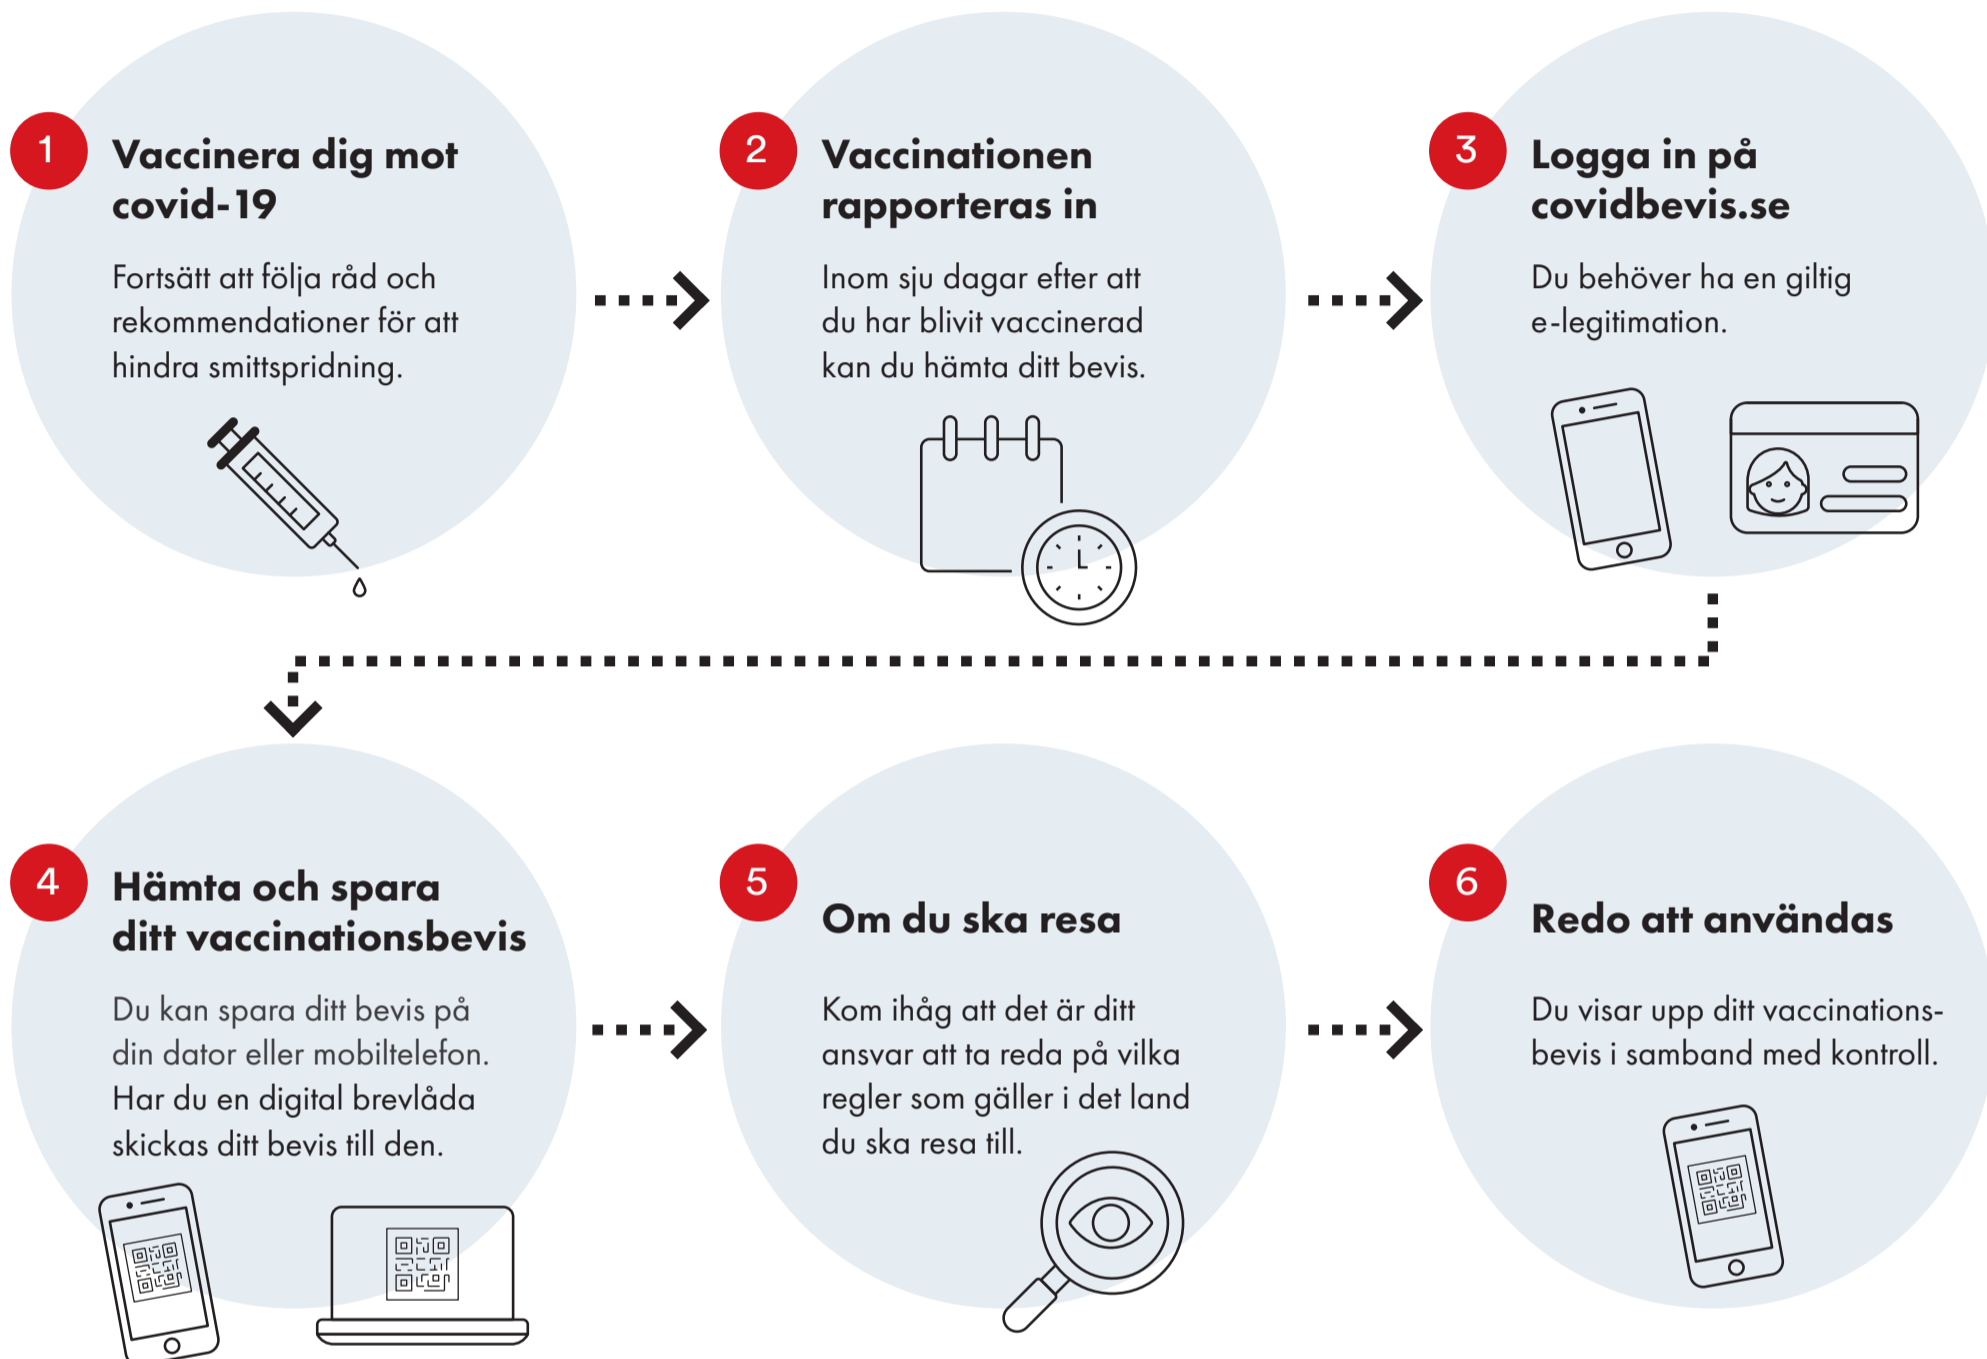 1
Vaccinera dig mot
covid-19
Fortsätt att följa råd och
rekommendationer för att
hindra smittspridning.
2
Vaccinationen
rapporteras in
Inom sju dagar efter att
du har blivit vaccinerad
kan du hämta ditt bevis.
3
Logga in på
covidbevis.se
Du behöver ha en giltig
e-legitimation.
4
Hämta och spara
ditt vaccinationsbevis
Du kan spara ditt bevis på
din dator eller mobiltelefon.
Har du en digital brevlåda
skickas ditt bevis till den.
5
Om du ska resa
Kom ihåg att det är ditt
ansvar att ta reda på vilka
regler som gäller i det land
du ska resa till.
6
Redo att användas
Du visar upp ditt vaccinations-
bevis i samband med kontroll.